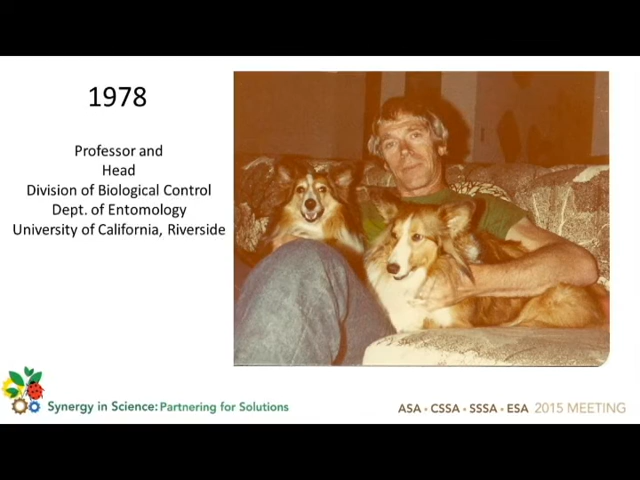 1978
Professor and
Head
Division of Biological Control
Dept. of Entomology
University of California, Riverside
Synergy in Science: Partnering for Solutions
ASA • CSSA • SSSA • ESA 2015 MEETING